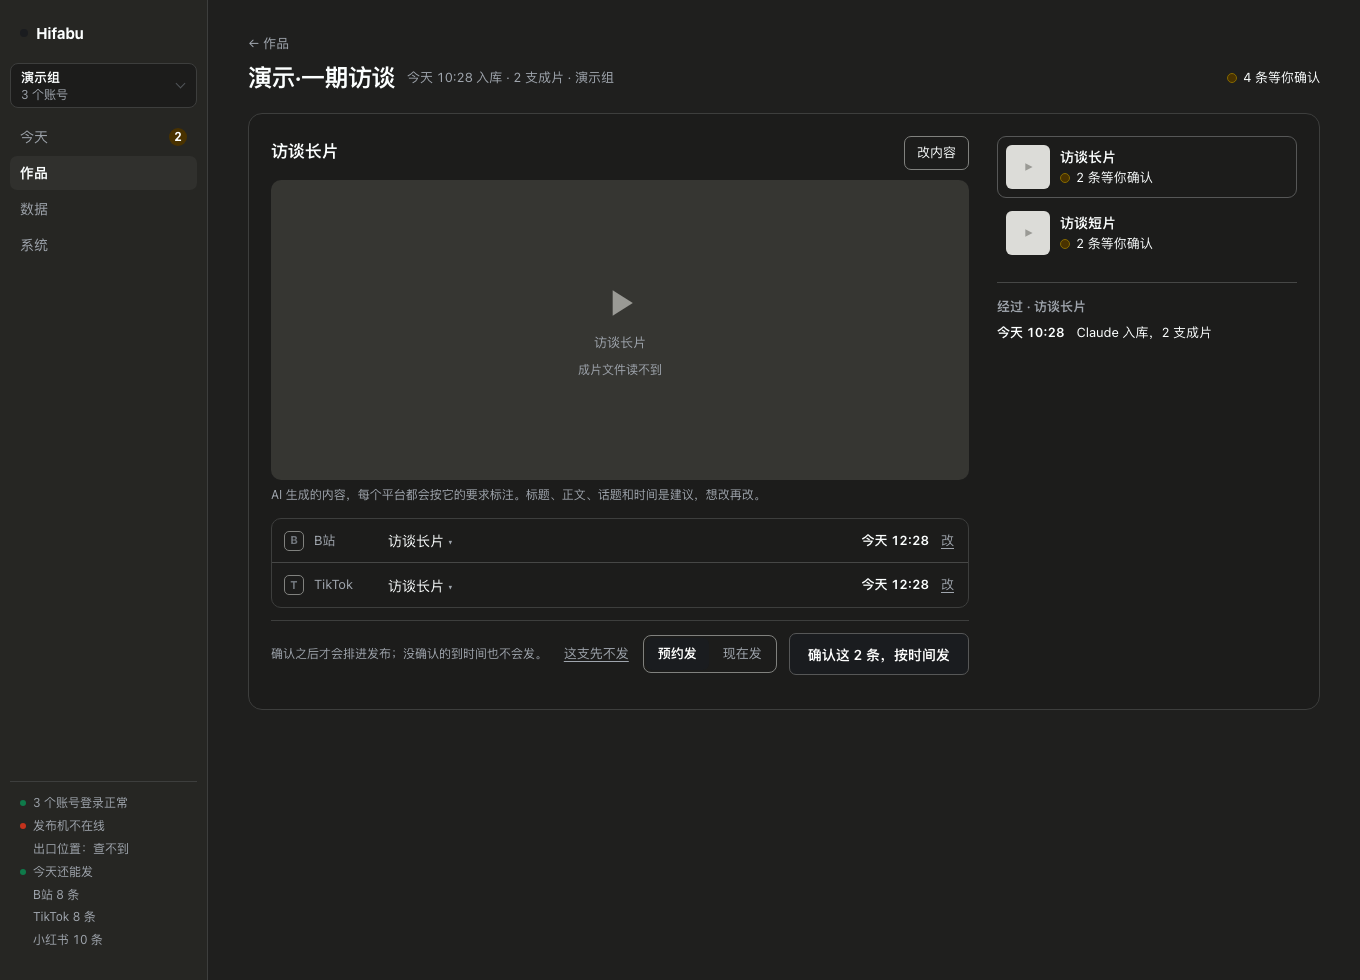 Hifabu
演示组
3 个账号
今天 2
作品
数据
系统
3 个账号登录正常
发布机不在线
出口位置：查不到
今天还能发
B站 8 条
TikTok 8 条
小红书 10 条
← 作品
演示·一期访谈 今天 10:28 入库 · 2 支成片 · 演示组
4 条等你确认
访谈长片
改内容
访谈长片
成片文件读不到
AI 生成的内容，每个平台都会按它的要求标注。标题、正文、话题和时间是建议，想改再改。
B B站 访谈长片 今天 12:28 改
T TikTok 访谈长片 今天 12:28 改
确认之后才会排进发布；没确认的到时间也不会发。 这支先不发 预约发 现在发 确认这 2 条，按时间发
访谈长片
2 条等你确认
访谈短片
2 条等你确认
经过 · 访谈长片
今天 10:28 Claude 入库，2 支成片